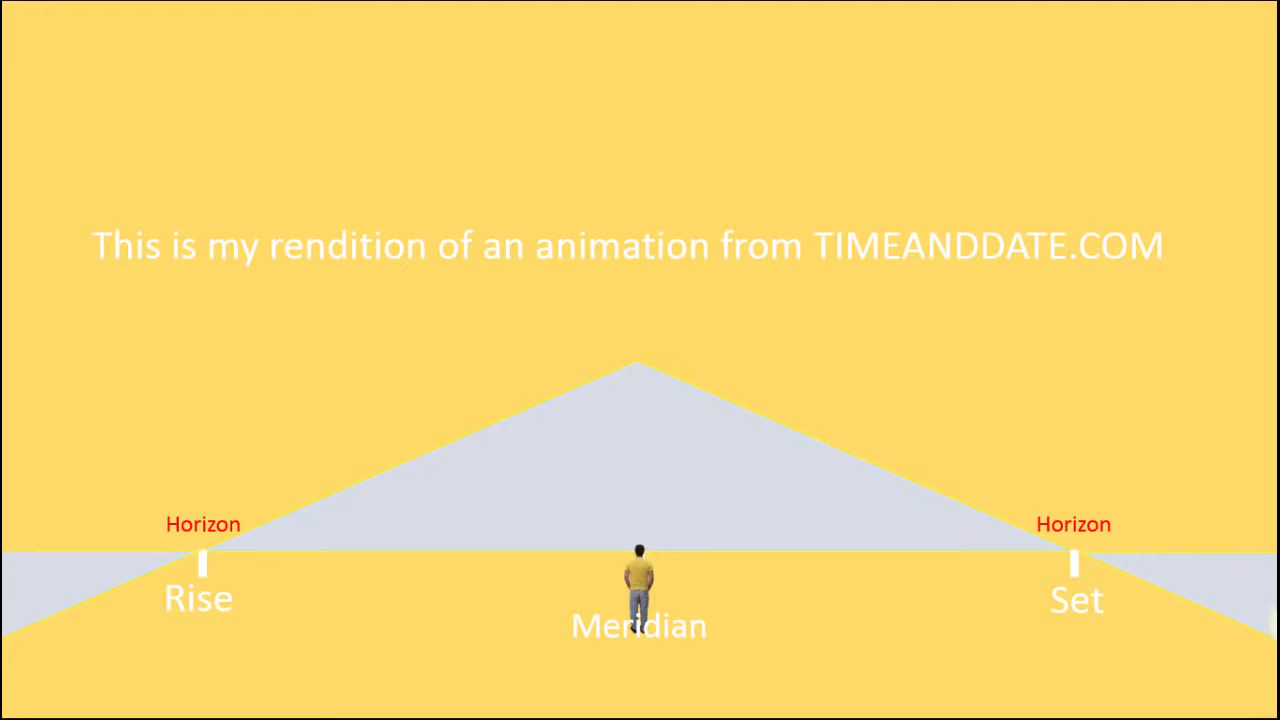 This is my rendition of an animation from TIMEANDDATE.COM
Horizon
Horizon
Rise
Set
Meridian